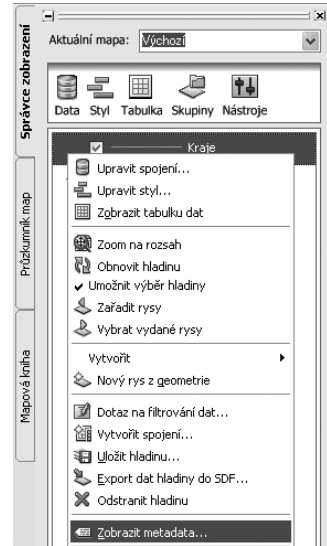 Správce zobrazení
Průzkumník map
Mapová kniha
Aktuální mapa: Výchozí
Data Styl Tabulka Skupiny Nástroje
Kraje
Upravit spojení...
Upravit styl...
Zobrazit tabulku dat
Zoom na rozsah
Obnovit hladinu
Umožnit výběr hladiny
Zařadit rysy
Vybrat vydané rysy
Vytvořit
Nový rys z geometrie
Dotaz na filtrování dat...
Vytvořit spojení...
Uložit hladinu...
Export dat hladiny do SDF...
Odstranit hladinu
Zobrazit metadata...